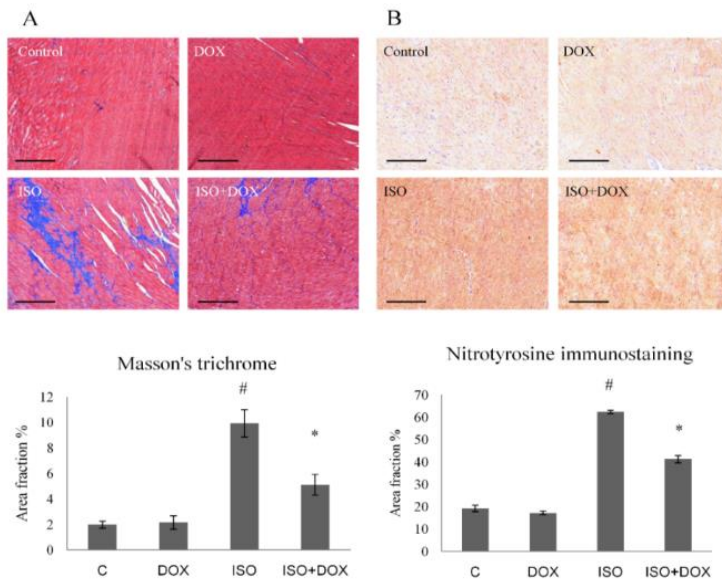 A
B
Control
DOX
Control
DOX
ISO
ISO+DOX
ISO
ISO+DOX
Masson's trichrome
Nitrotyrosine immunostaining
Area fraction %
12
10
8
6
4
2
0
#
*
C
DOX
ISO
ISO+DOX
Area fraction %
70
60
50
40
30
20
10
0
#
*
C
DOX
ISO
ISO+DOX